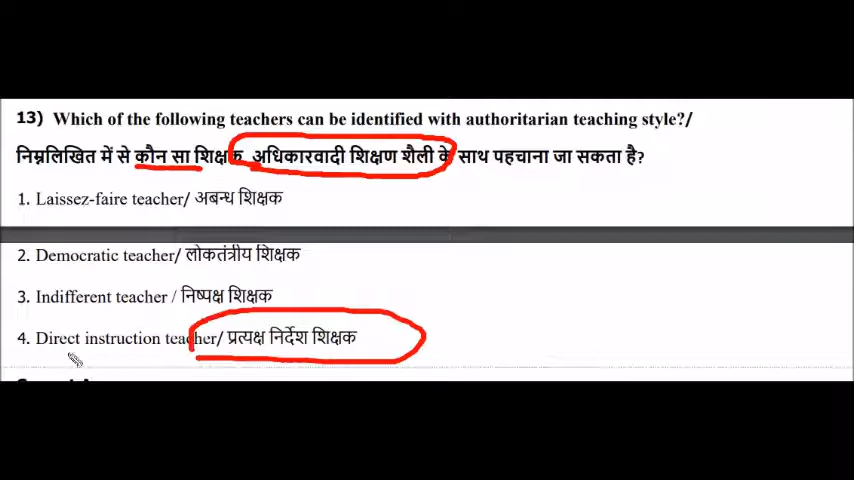 13) Which of the following teachers can be identified with authoritarian teaching style?/
निम्नलिखित में से कौन सा शिक्षक अधिकारवादी शिक्षण शैली के साथ पहचाना जा सकता है?
1. Laissez-faire teacher/ अबन्ध शिक्षक
2. Democratic teacher/ लोकतंत्रीय शिक्षक
3. Indifferent teacher / निष्पक्ष शिक्षक
4. Direct instruction teacher/ प्रत्यक्ष निर्देश शिक्षक